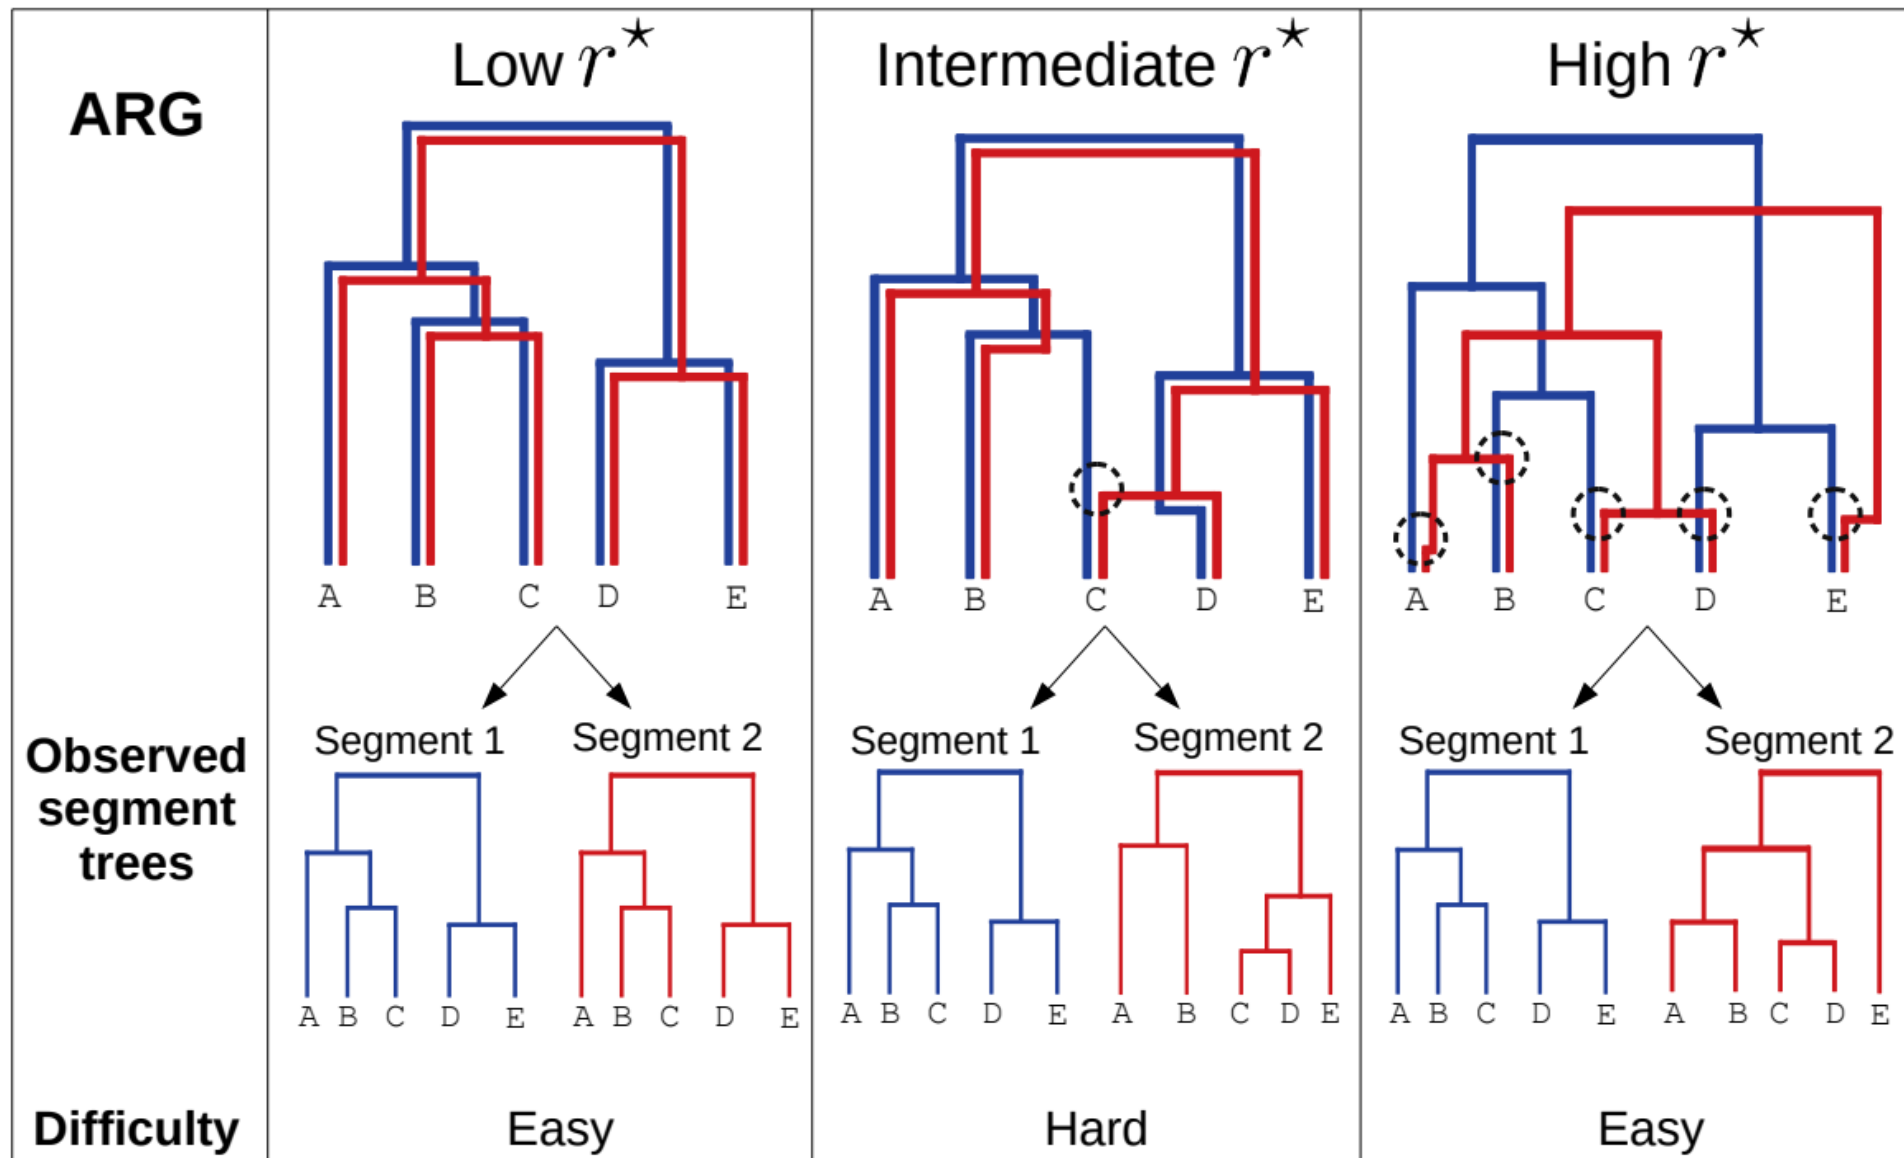 ARG
Low r★
Intermediate r★
High r★
A B C D E
A B C D E
A B C D E
Observed
segment
trees
Segment 1
Segment 2
Segment 1
Segment 2
Segment 1
Segment 2
A B C D E
A B C D E
A B C D E
A B C D E
A B C D E
A B C D E
Difficulty
Easy
Hard
Easy